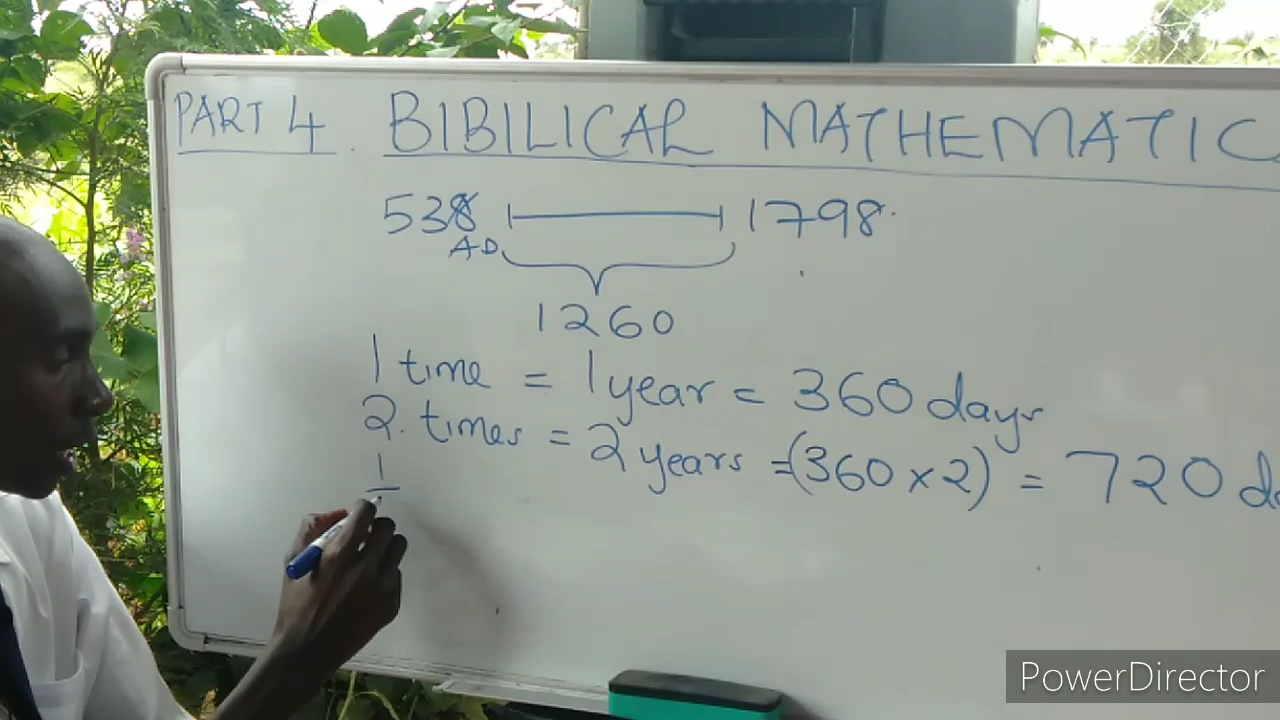 PART 4 BIBILICAL MATHEMATIC
538 1798.
AD
1260
1 time = 1 year = 360 days
2. times = 2 years = (360 × 2) = 720 da
1
PowerDirector